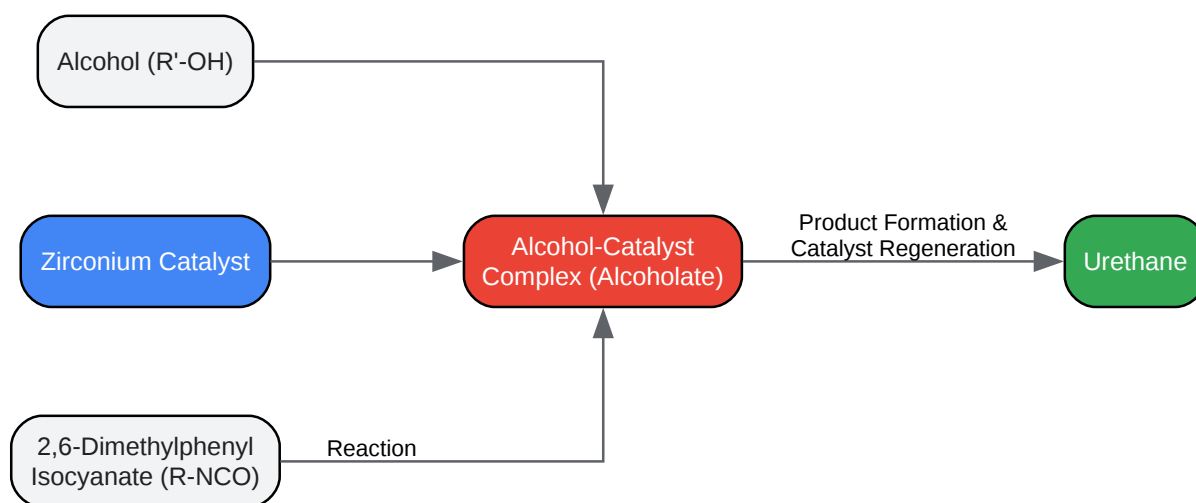 Alcohol (R'-OH)
Zirconium Catalyst
Alcohol-Catalyst
Complex (Alcoholate)
Product Formation &
Catalyst Regeneration
Urethane
2,6-Dimethylphenyl
Isocyanate (R-NCO)
Reaction